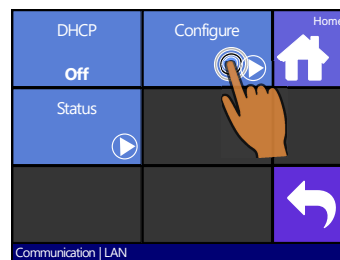 DHCP
Configure
Home
Off
Status
Communication | LAN